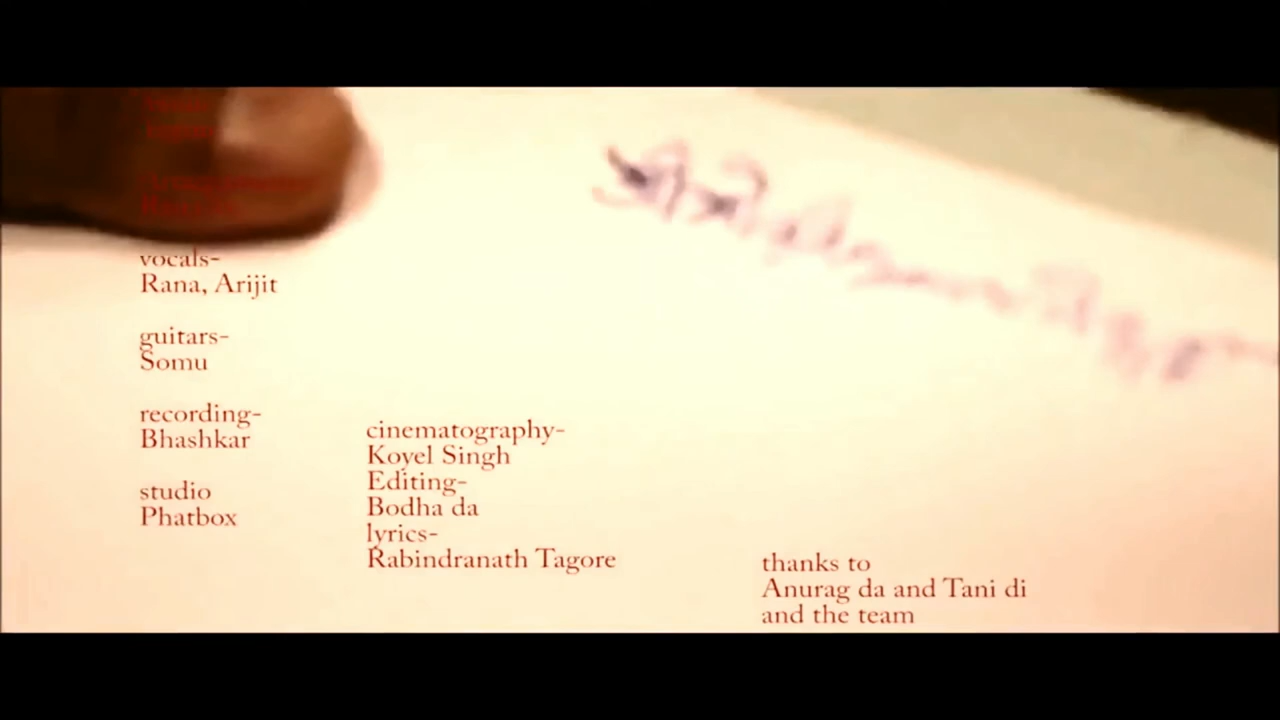 vocals-
Rana, Arijit
guitars-
Somu
recording-
Bhashkar
studio
Phatbox
cinematography-
Koyel Singh
Editing-
Bodha da
lyrics-
Rabindranath Tagore
thanks to
Anurag da and Tani di
and the team